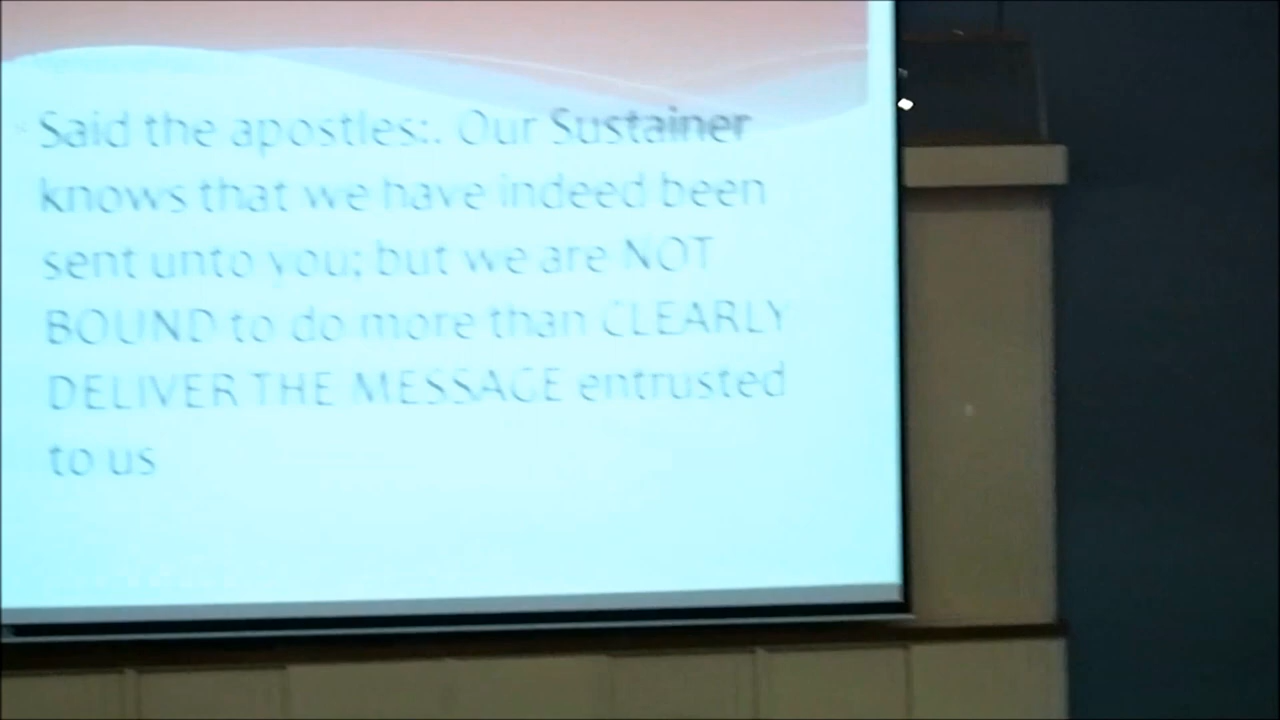 Said the apostles:. Our Sustainer
knows that we have indeed been
sent unto you; but we are NOT
BOUND to do more than CLEARLY
DELIVER THE MESSAGE entrusted
to us